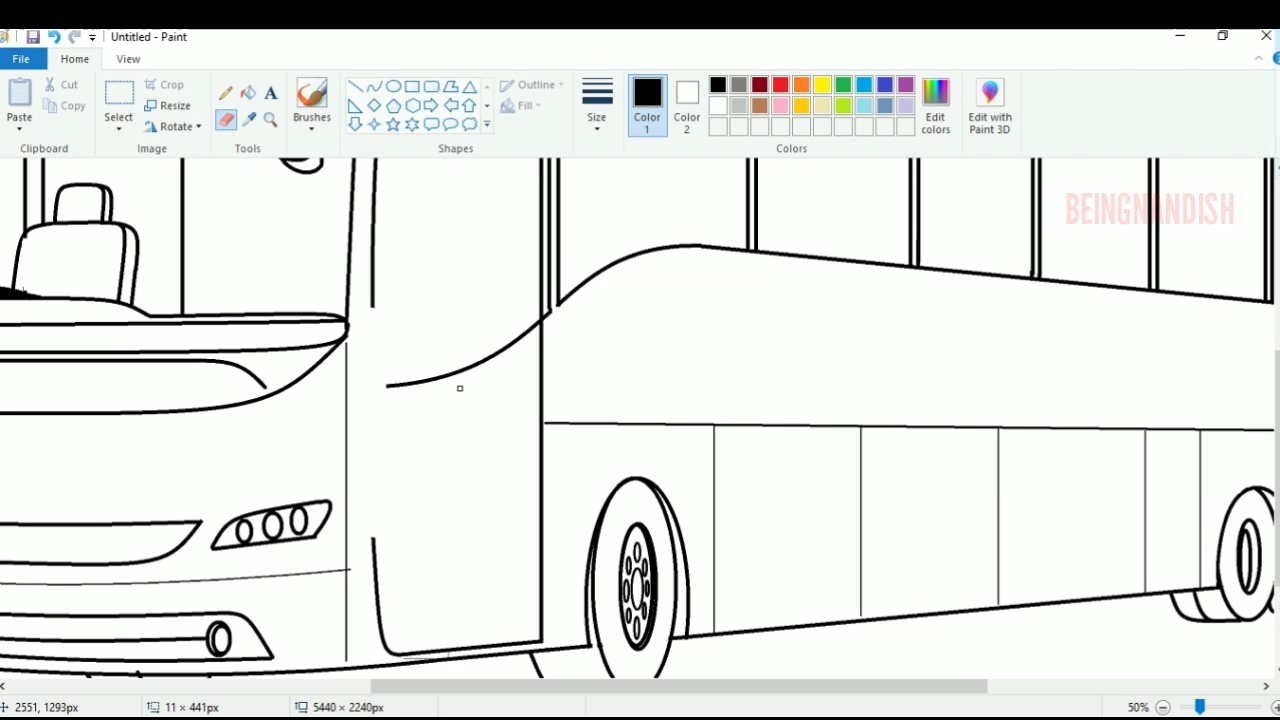 Untitled - Paint
File Home View
Cut
Copy
Paste
Clipboard
Crop
Resize
Rotate
Select
Image
Tools
Brushes
Outline
Fill
Shapes
Size
Color 1
Color 2
Edit colors
Colors
Edit with Paint 3D
BEINGNANDISH
2551, 1293px 11 × 441px 5440 × 2240px 50%